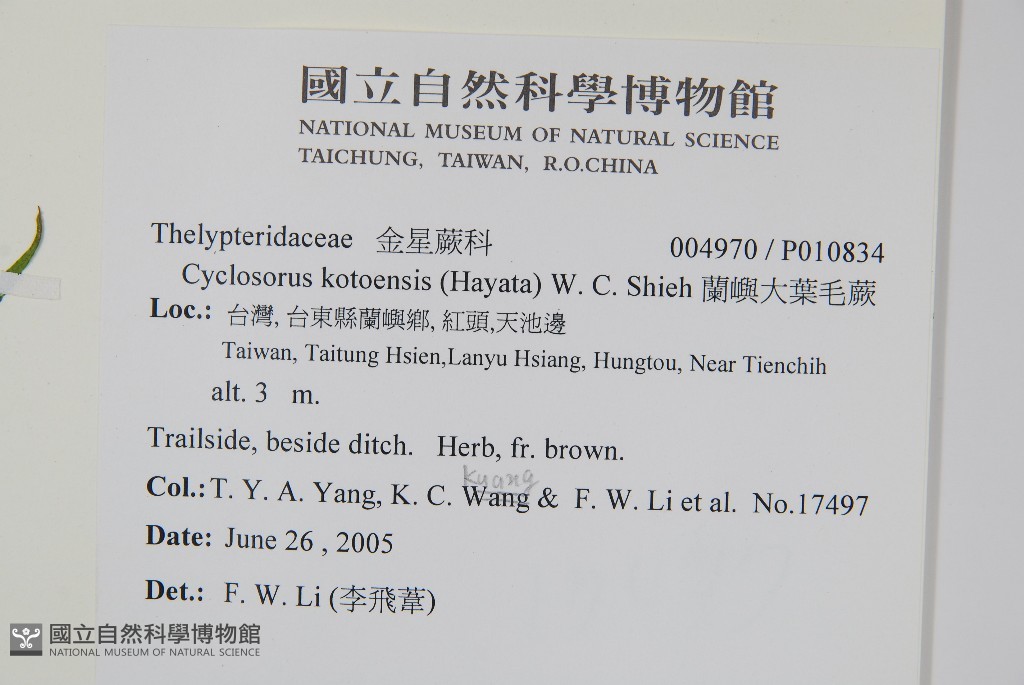 國立自然科學博物館
NATIONAL MUSEUM OF NATURAL SCIENCE
TAICHUNG, TAIWAN, R.O.CHINA
Thelypteridaceae 金星蕨科 004970 / P010834
Cyclosorus kotoensis (Hayata) W. C. Shieh 蘭嶼大葉毛蕨
Loc.: 台灣, 台東縣蘭嶼鄉, 紅頭,天池邊
Taiwan, Taitung Hsien,Lanyu Hsiang, Hungtou, Near Tienchih
alt. 3 m.
Trailside, beside ditch. Herb, fr. brown.
Kuang
Col.: T. Y. A. Yang, K. C. Wang & F. W. Li et al. No.17497
Date: June 26 , 2005
Det.: F. W. Li (李飛葦)
國立自然科學博物館
NATIONAL MUSEUM OF NATURAL SCIENCE